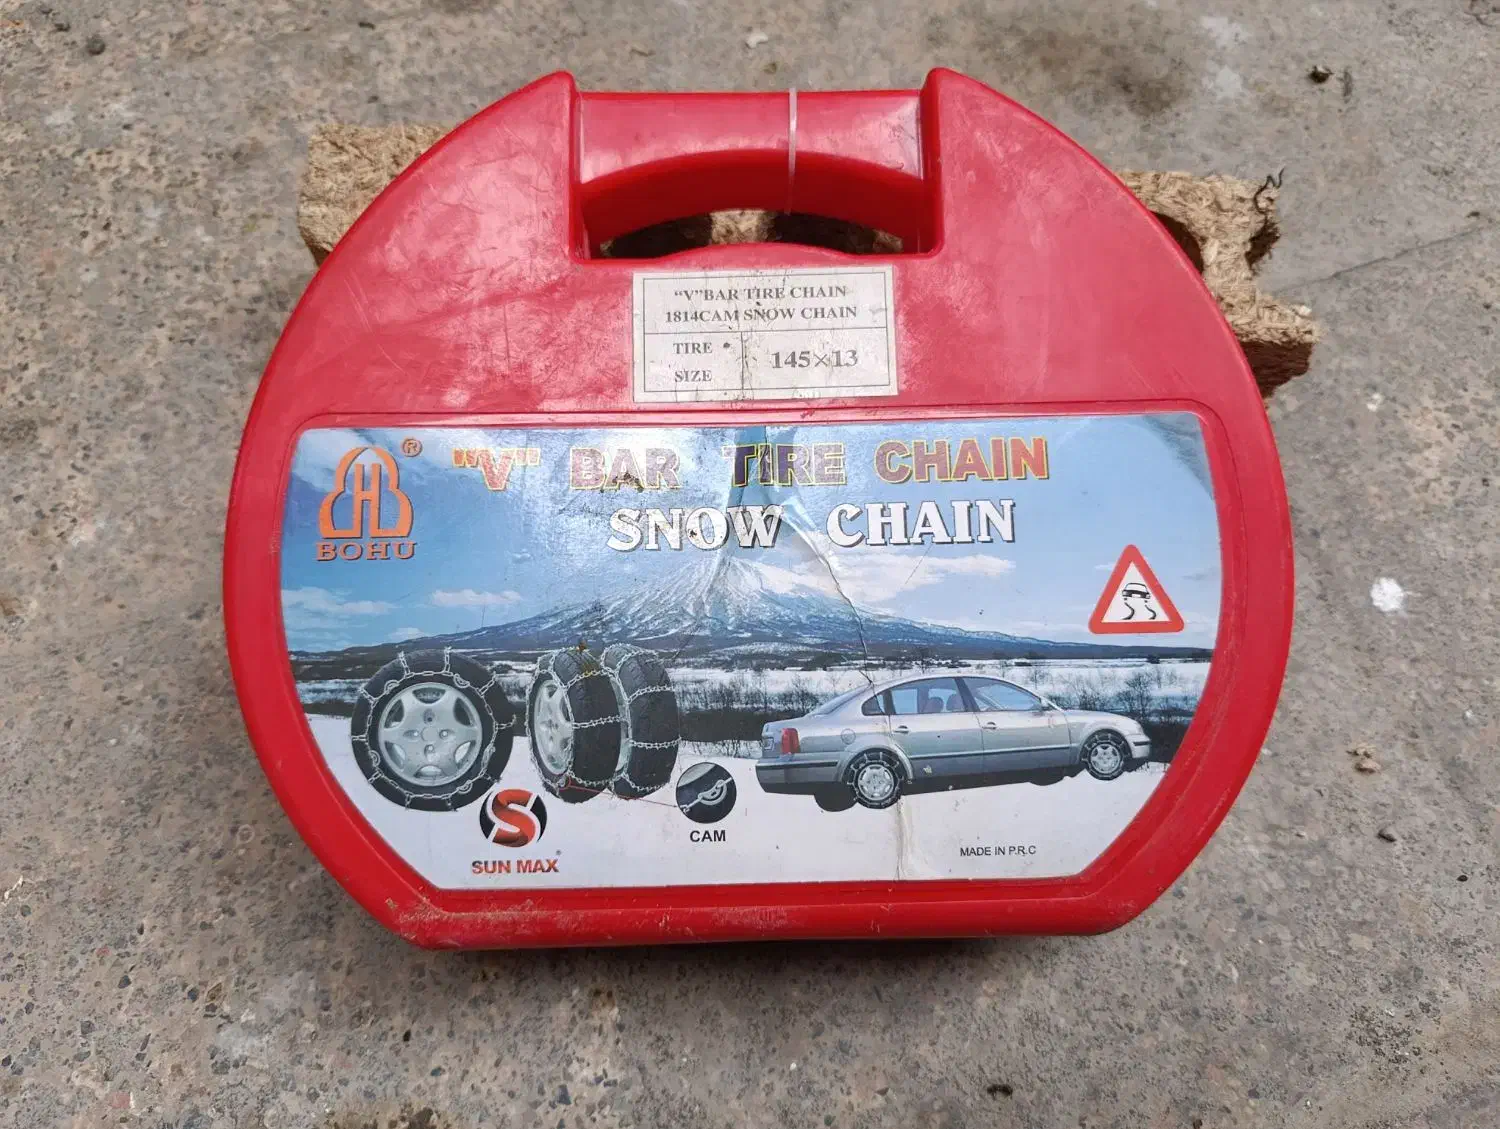 “V”BAR TIRE CHAIN
1814CAM SNOW CHAIN
TIRE
SIZE
145×13
H ®
BOHU
"V" BAR TIRE CHAIN
SNOW CHAIN
S
SUN MAX®
CAM
MADE IN P.R.C